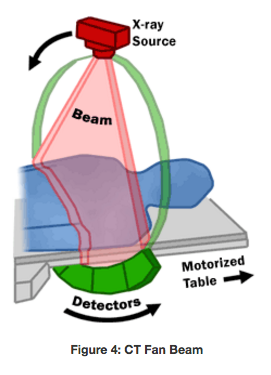 X-ray
Source
Beam
Motorized
Table
Detectors
Figure 4: CT Fan Beam